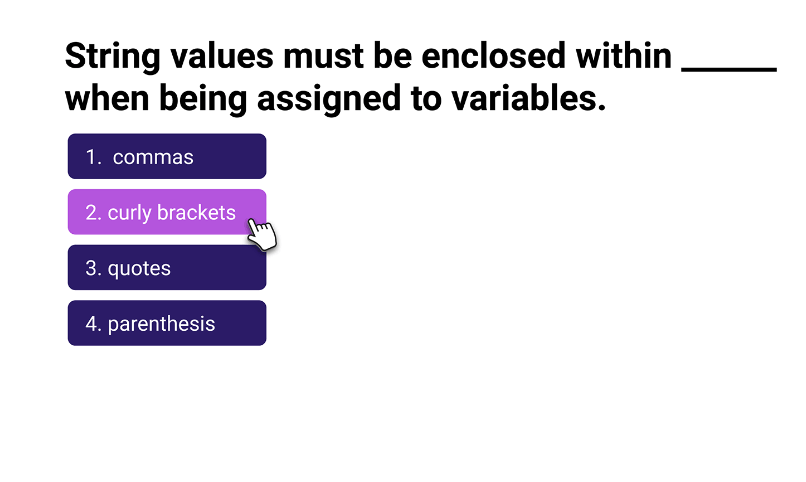 String values must be enclosed within ______
when being assigned to variables.
1. commas
2. curly brackets
3. quotes
4. parenthesis